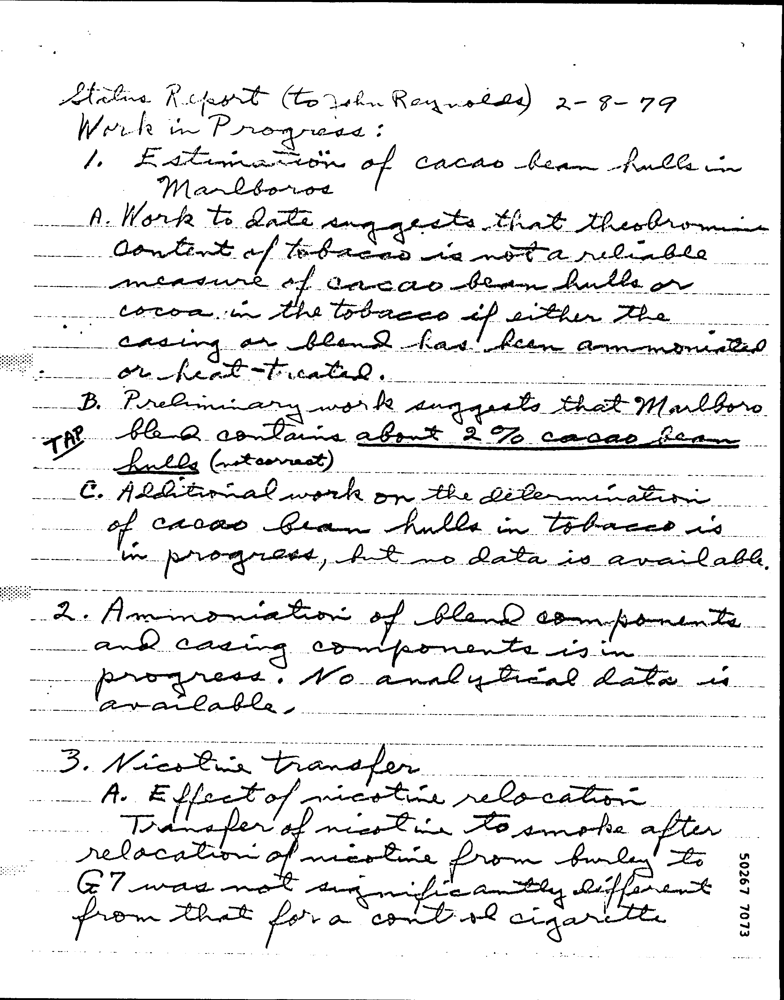 Status Report (to John Reynolds) 2-8-79
Work in Progress:
1. Estimation of cacao bean hulls in
Marlboros
A. Work to date suggests that theobromine
content of tobacco is not a reliable
measure of cacao bean hulls or
cocoa in the tobacco if either the
casing or blend has been ammoniated
or heat-treated.
B. Preliminary work suggests that Marlboro
TAP blend contains about 2% cacao bean
hulls (not correct)
C. Additional work on the determination
of cacao bean hulls in tobacco is
in progress, but no data is available.
2. Ammoniation of blend components
and casing components is in
progress. No analytical data is
available.
3. Nicotine transfer
A. Effect of nicotine relocation
Transfer of nicotine to smoke after
relocation of nicotine from burley to
G7 was not significantly different
from that for a control cigarette
50267 7073